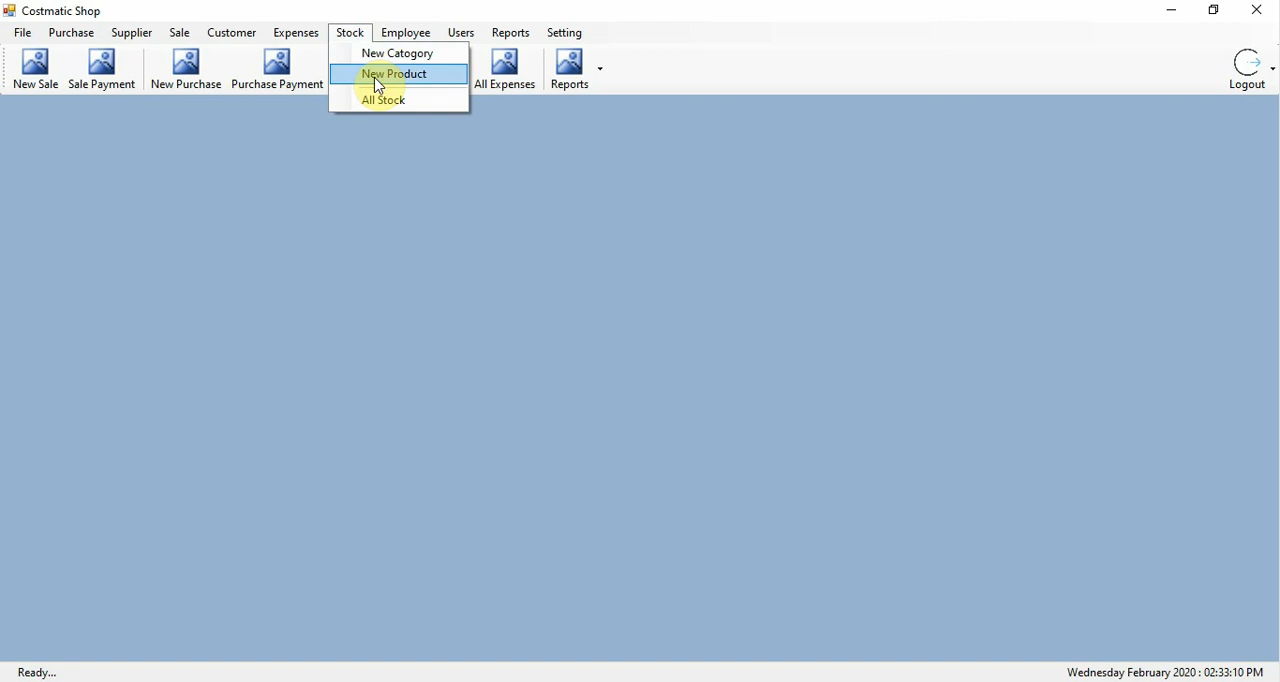 Costmatic Shop
File Purchase Supplier Sale Customer Expenses Stock Employee Users Reports Setting
New Catogory
New Product
All Stock
New Sale Sale Payment New Purchase Purchase Payment All Expenses Reports Logout
Ready... Wednesday February 2020 : 02:33:10 PM